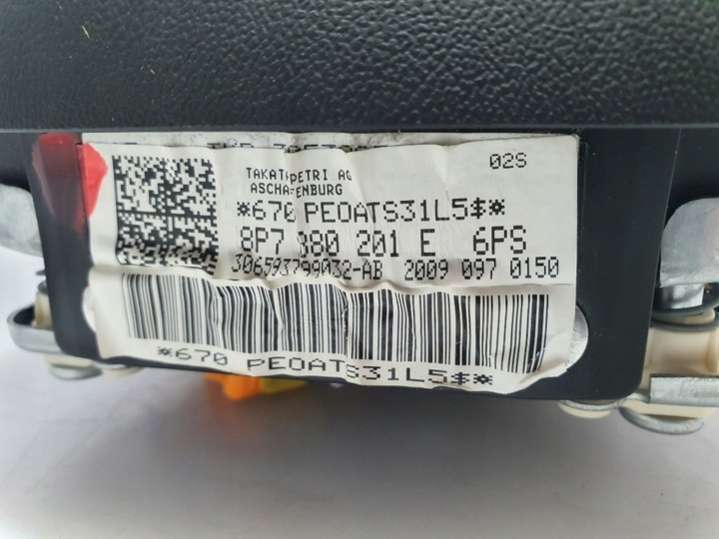 02S
TAKATA-PETRI AG
ASCHAFFENBURG
*670 PEOATS31L5$*
8P7 880 201 E 6PS
306593799032-AB 2009 097 0150
*670 PEOATS31L5$*